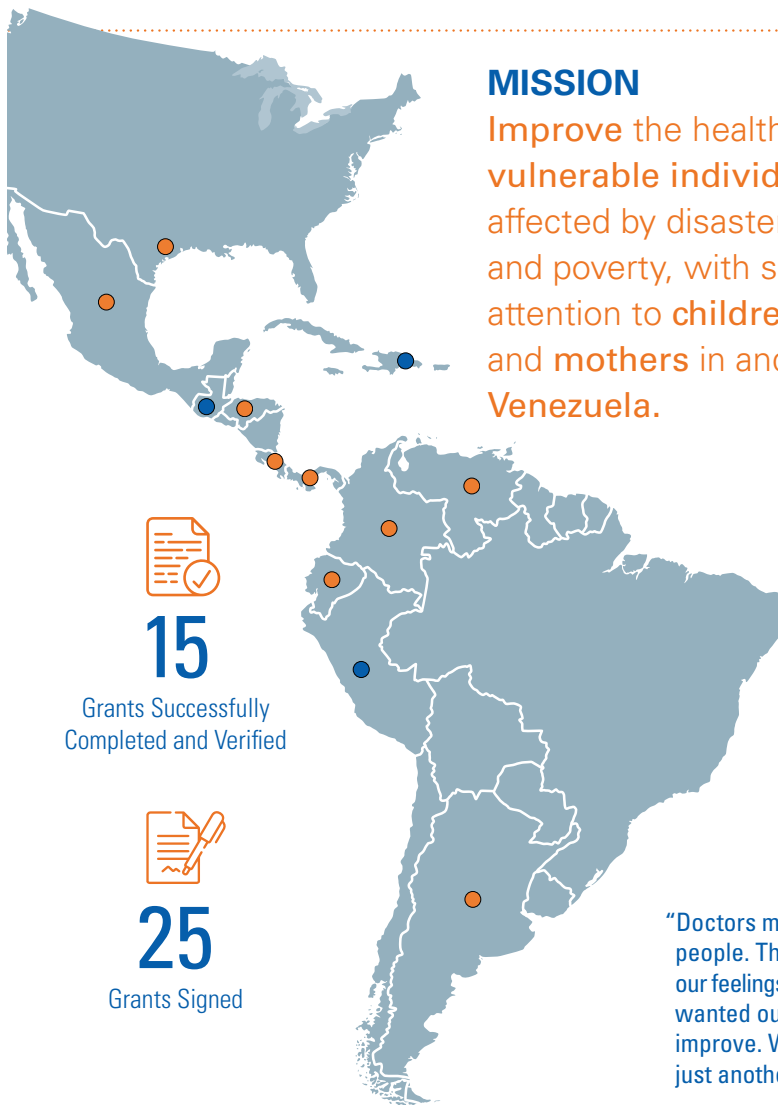 MISSION
Improve the health
vulnerable individ
affected by disaster
and poverty, with s
attention to childre
and mothers in and
Venezuela.
15
Grants Successfully
Completed and Verified
25
Grants Signed
“Doctors m
people. Th
our feelings
wanted ou
improve. W
just anothe